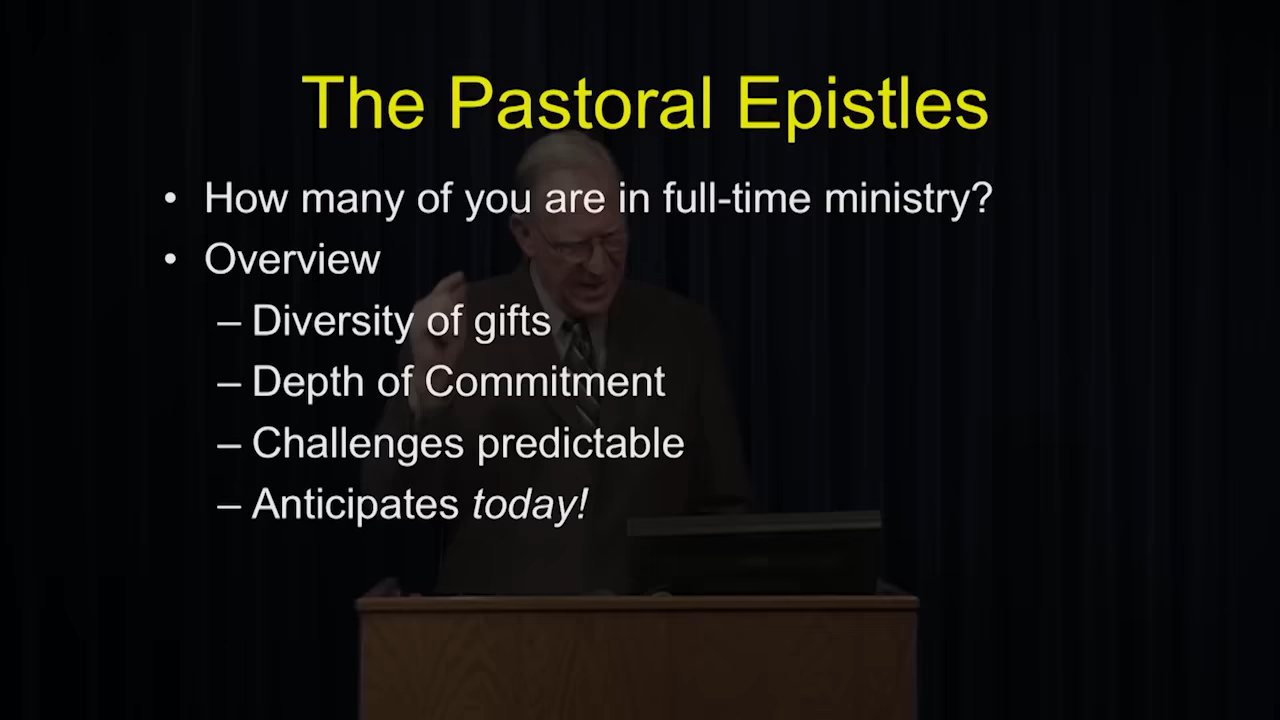 The Pastoral Epistles
• How many of you are in full-time ministry?
• Overview
– Diversity of gifts
– Depth of Commitment
– Challenges predictable
– Anticipates today!